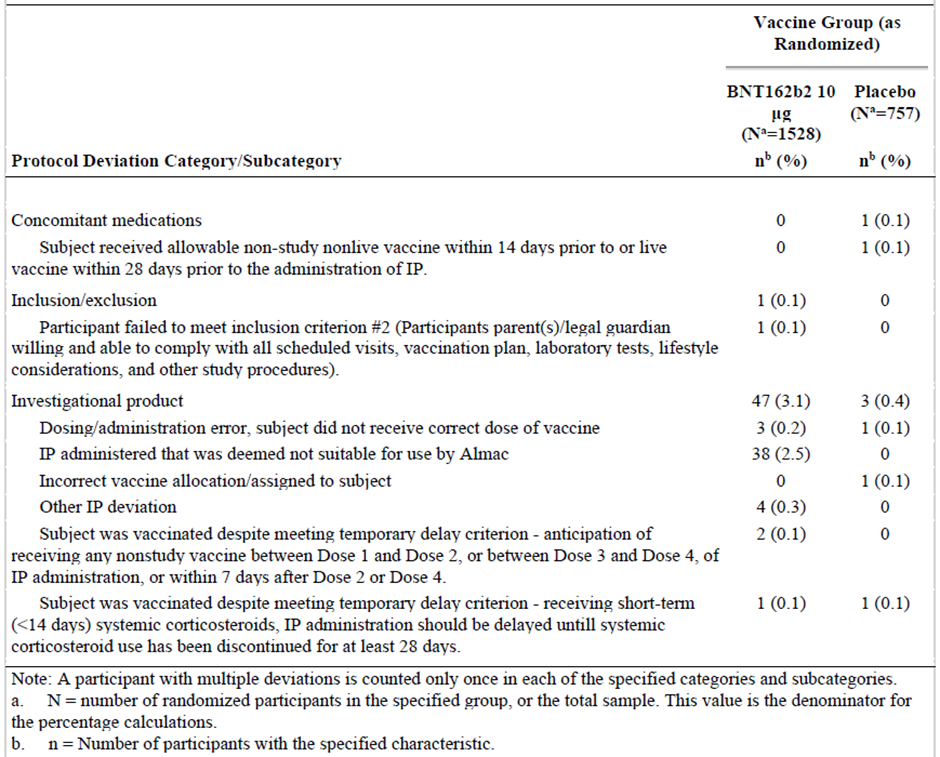 Vaccine Group (as
Randomized)
BNT162b2 10 Placebo
µg (Nᵃ=757)
(Nᵃ=1528)
Protocol Deviation Category/Subcategory nᵇ (%) nᵇ (%)
Concomitant medications 0 1 (0.1)
Subject received allowable non-study nonlive vaccine within 14 days prior to or live 0 1 (0.1)
vaccine within 28 days prior to the administration of IP.
Inclusion/exclusion 1 (0.1) 0
Participant failed to meet inclusion criterion #2 (Participants parent(s)/legal guardian 1 (0.1) 0
willing and able to comply with all scheduled visits, vaccination plan, laboratory tests, lifestyle
considerations, and other study procedures).
Investigational product 47 (3.1) 3 (0.4)
Dosing/administration error, subject did not receive correct dose of vaccine 3 (0.2) 1 (0.1)
IP administered that was deemed not suitable for use by Almac 38 (2.5) 0
Incorrect vaccine allocation/assigned to subject 0 1 (0.1)
Other IP deviation 4 (0.3) 0
Subject was vaccinated despite meeting temporary delay criterion - anticipation of 2 (0.1) 0
receiving any nonstudy vaccine between Dose 1 and Dose 2, or between Dose 3 and Dose 4, of
IP administration, or within 7 days after Dose 2 or Dose 4.
Subject was vaccinated despite meeting temporary delay criterion - receiving short-term 1 (0.1) 1 (0.1)
(<14 days) systemic corticosteroids, IP administration should be delayed untill systemic
corticosteroid use has been discontinued for at least 28 days.
Note: A participant with multiple deviations is counted only once in each of the specified categories and subcategories.
a. N = number of randomized participants in the specified group, or the total sample. This value is the denominator for
the percentage calculations.
b. n = Number of participants with the specified characteristic.